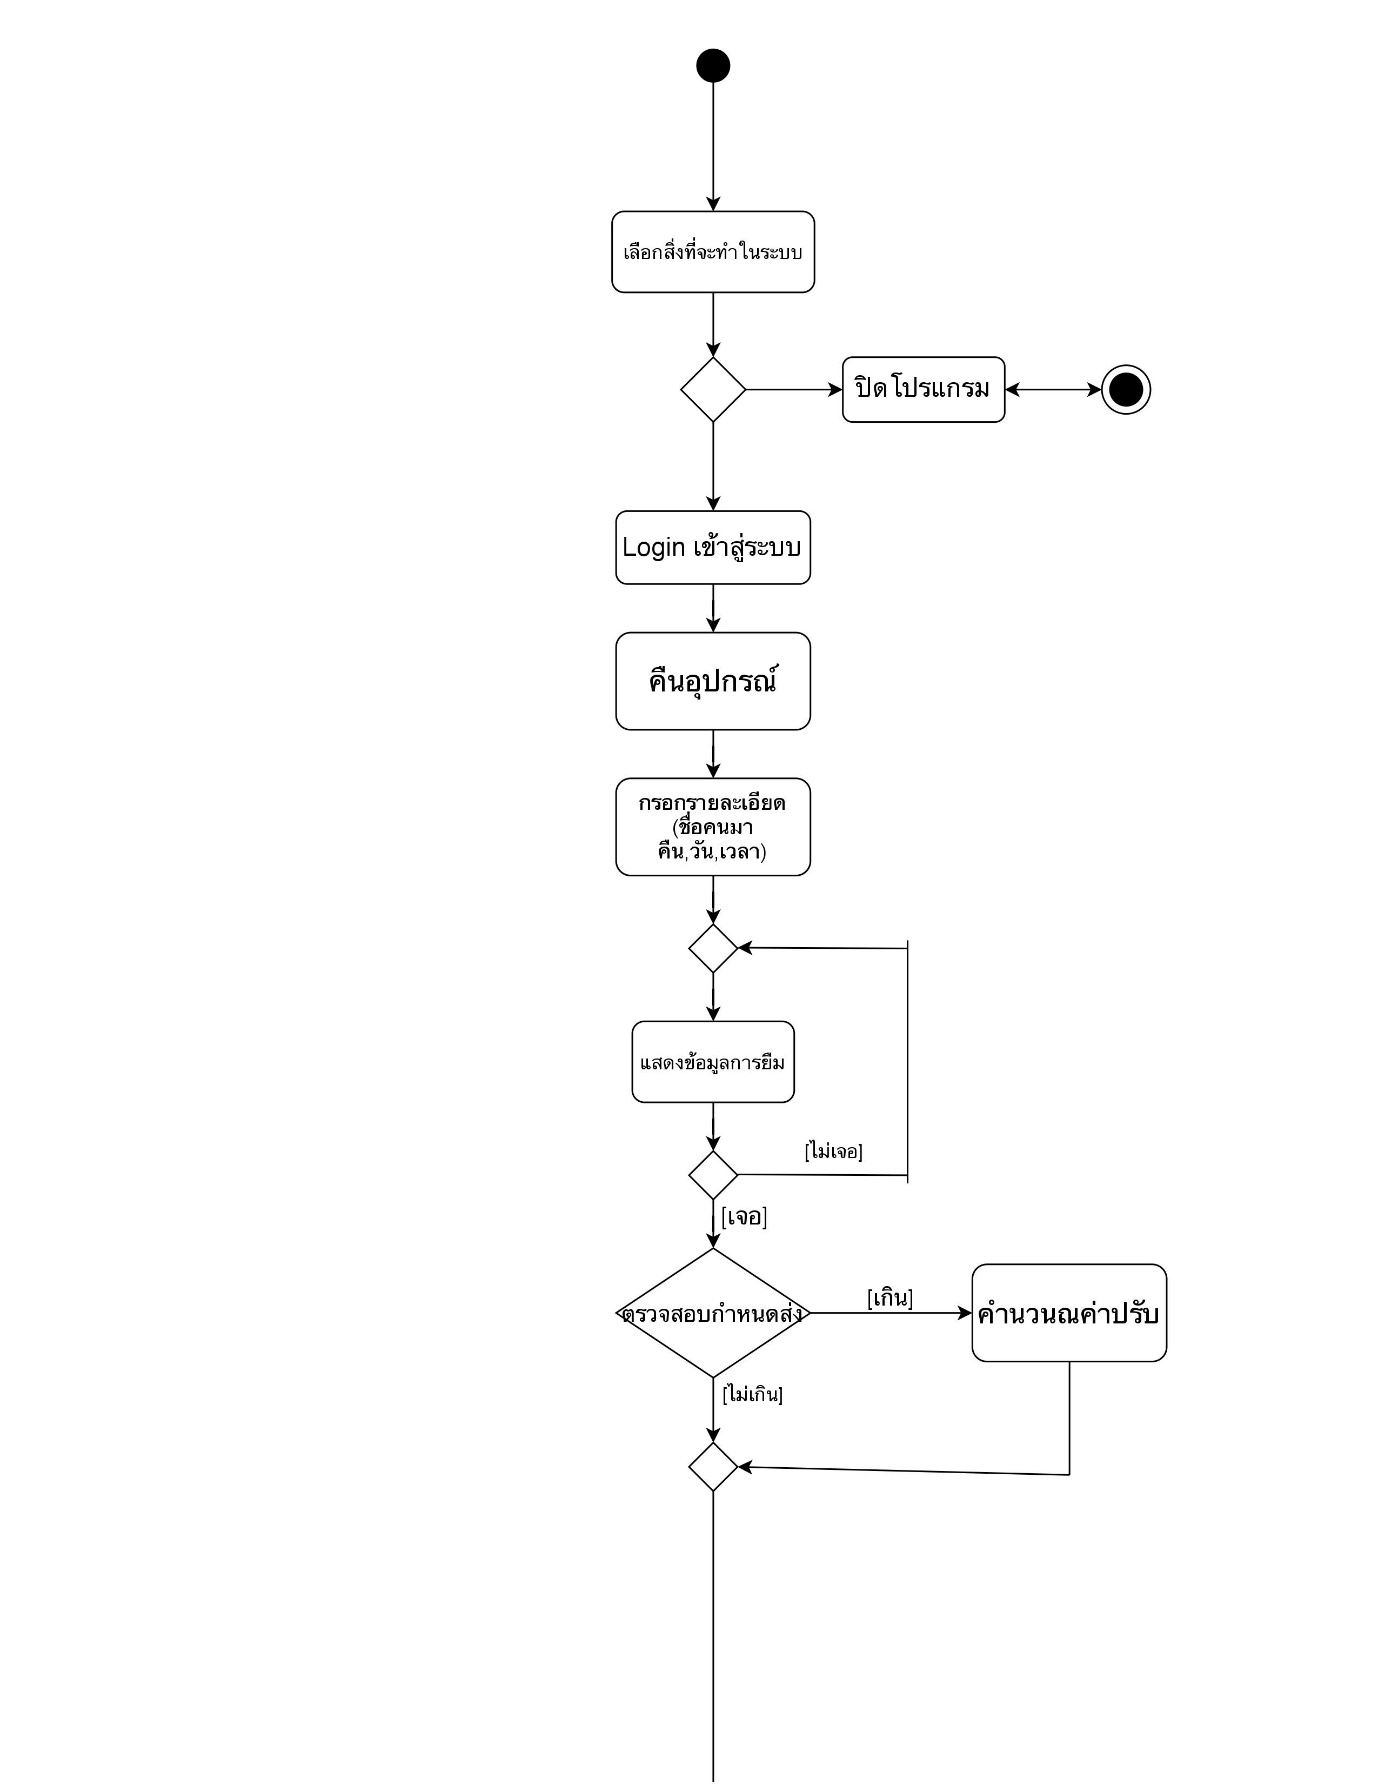 เลือกสิ่งที่จะทำในระบบ
ปิดโปรแกรม
Login เข้าสู่ระบบ
คืนอุปกรณ์
กรอกรายละเอียด
(ชื่อคนมา
คืน,วัน,เวลา)
แสดงข้อมูลการยืม
[ไม่เจอ]
[เจอ]
[เกิน]
ตรวจสอบกำหนดส่ง
คำนวนณค่าปรับ
[ไม่เกิน]